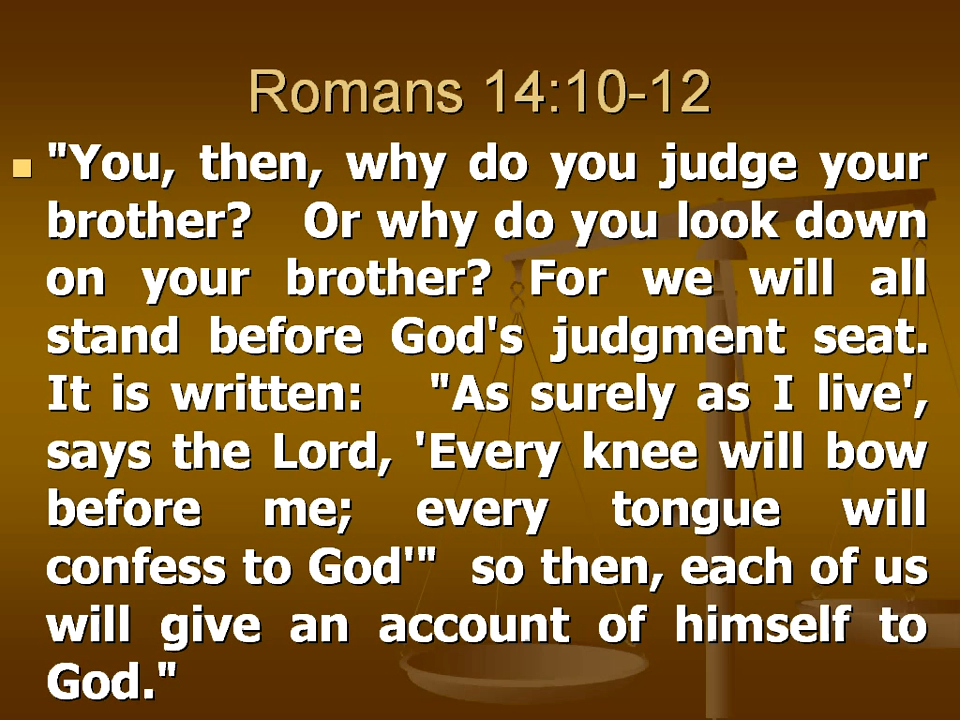 Romans 14:10-12
"You, then, why do you judge your
brother? Or why do you look down
on your brother? For we will all
stand before God's judgment seat.
It is written: "As surely as I live',
says the Lord, 'Every knee will bow
before me; every tongue will
confess to God'" so then, each of us
will give an account of himself to
God."